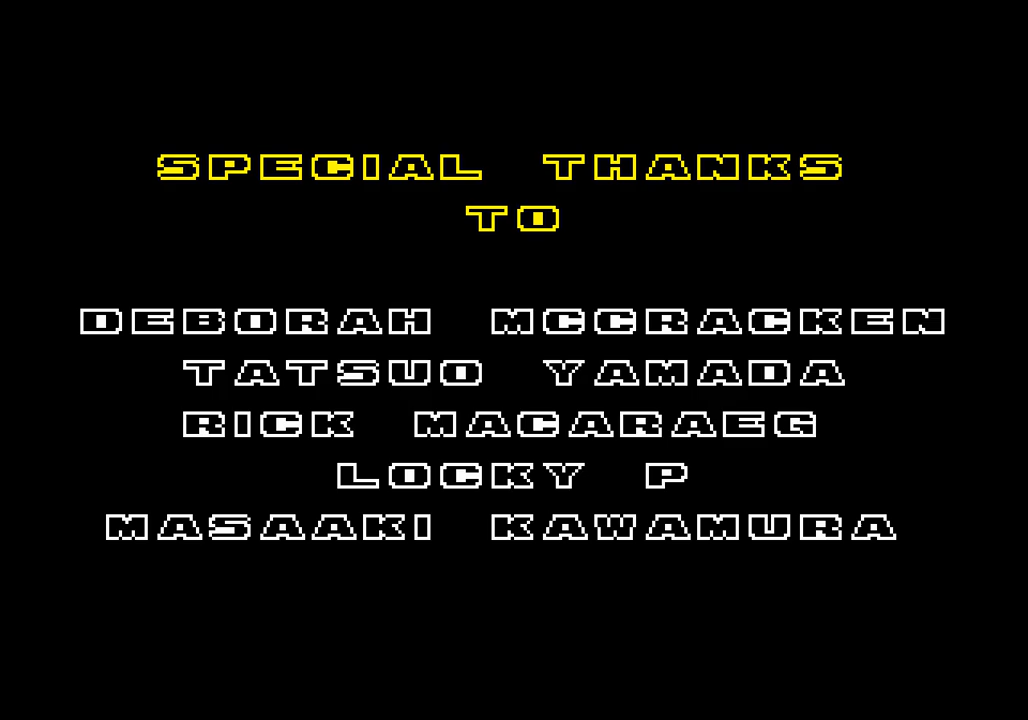 SPECIAL THANKS
TO
DEBORAH MCCRACKEN
TATSUO YAMADA
RICK MACARAEG
LOCKY P
MASAAKI KAWAMURA